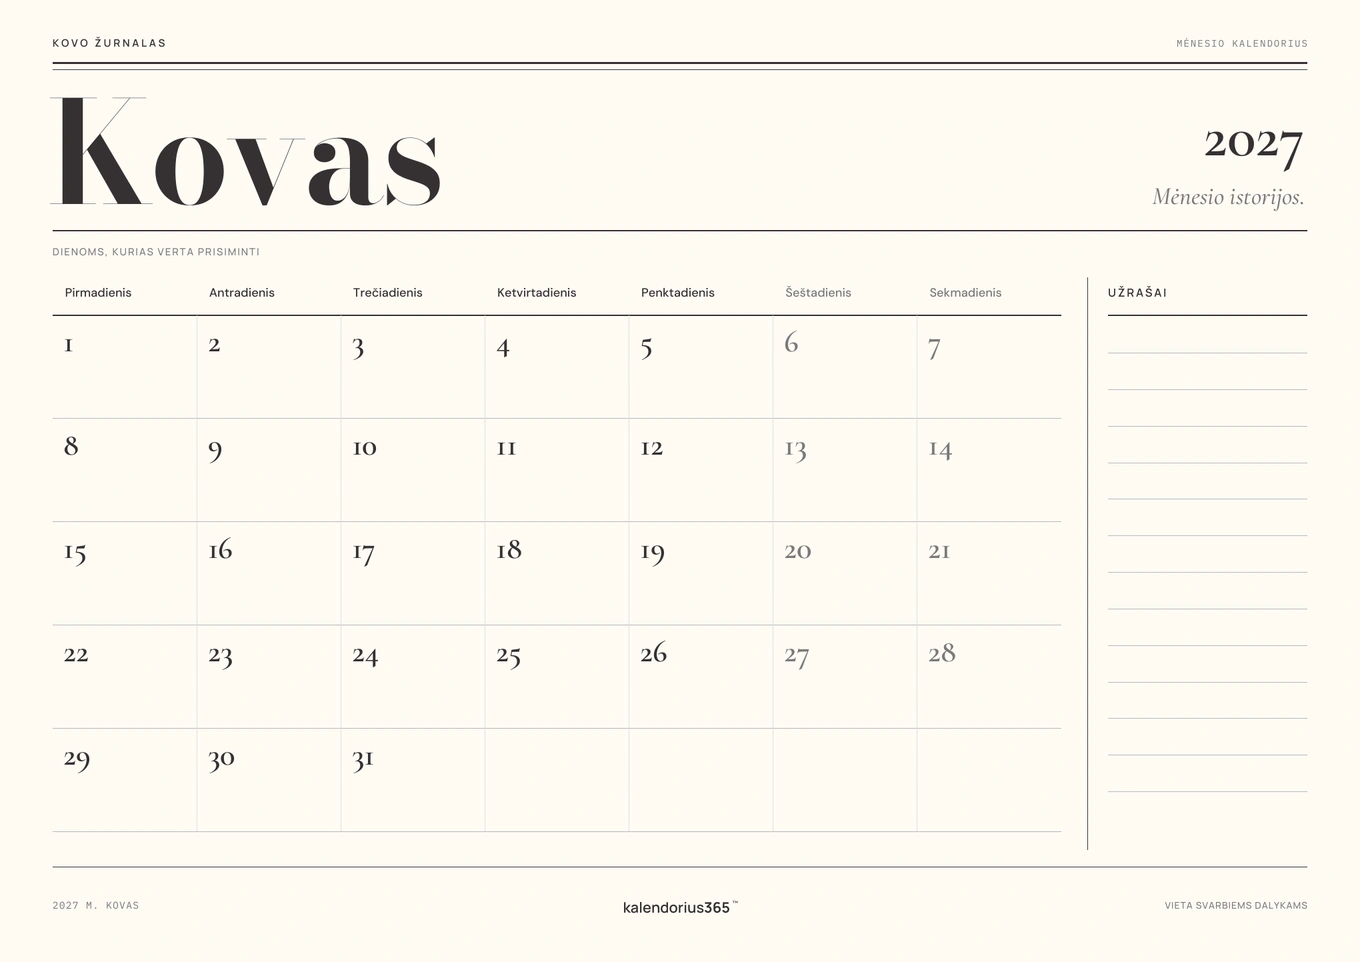 KOVO ŽURNALAS
MĖNESIO KALENDORIUS
Kovas
2027
Mėnesio istorijos.
DIENOMS, KURIAS VERTA PRISIMINTI
Pirmadienis Antradienis Trečiadienis Ketvirtadienis Penktadienis Šeštadienis Sekmadienis
UŽRAŠAI
1 2 3 4 5 6 7
8 9 10 11 12 13 14
15 16 17 18 19 20 21
22 23 24 25 26 27 28
29 30 31
2027 M. KOVAS
kalendorius365™
VIETA SVARBIEMS DALYKAMS